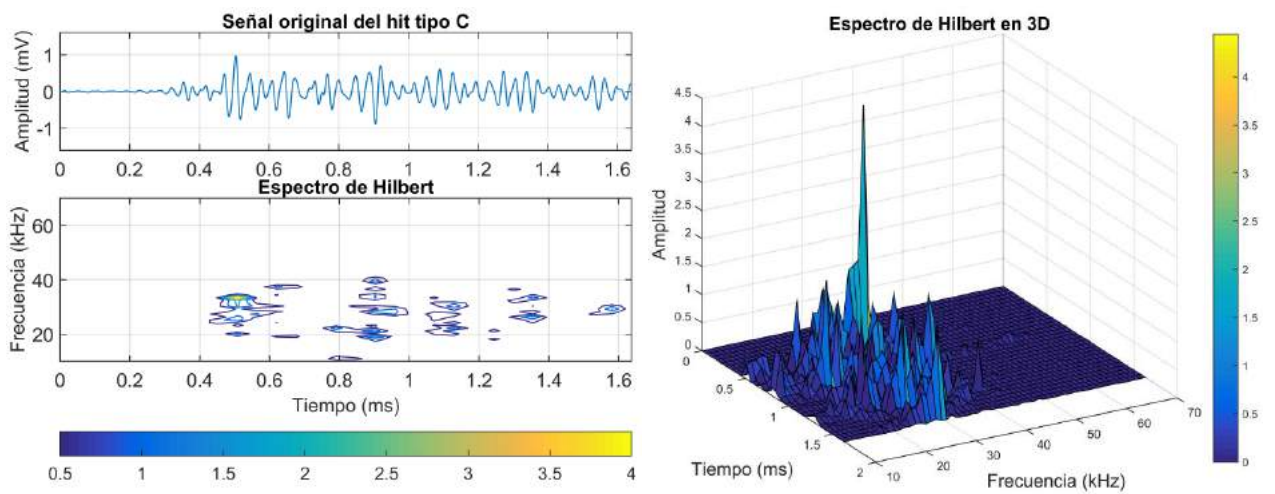 Señal original del hit tipo C
Amplitud (mV)
1
0
-1
0 0.2 0.4 0.6 0.8 1 1.2 1.4 1.6
Espectro de Hilbert
Frecuencia (kHz)
60
40
20
0 0.2 0.4 0.6 0.8 1 1.2 1.4 1.6
Tiempo (ms)
0.5 1 1.5 2 2.5 3 3.5 4
Espectro de Hilbert en 3D
Amplitud
4.5
4
3.5
3
2.5
2
1.5
1
0.5
0
0
0.5
1
1.5
2
Tiempo (ms)
10 20 30 40 50 60 70
Frecuencia (kHz)
4
3.5
3
2.5
2
1.5
1
0.5
0